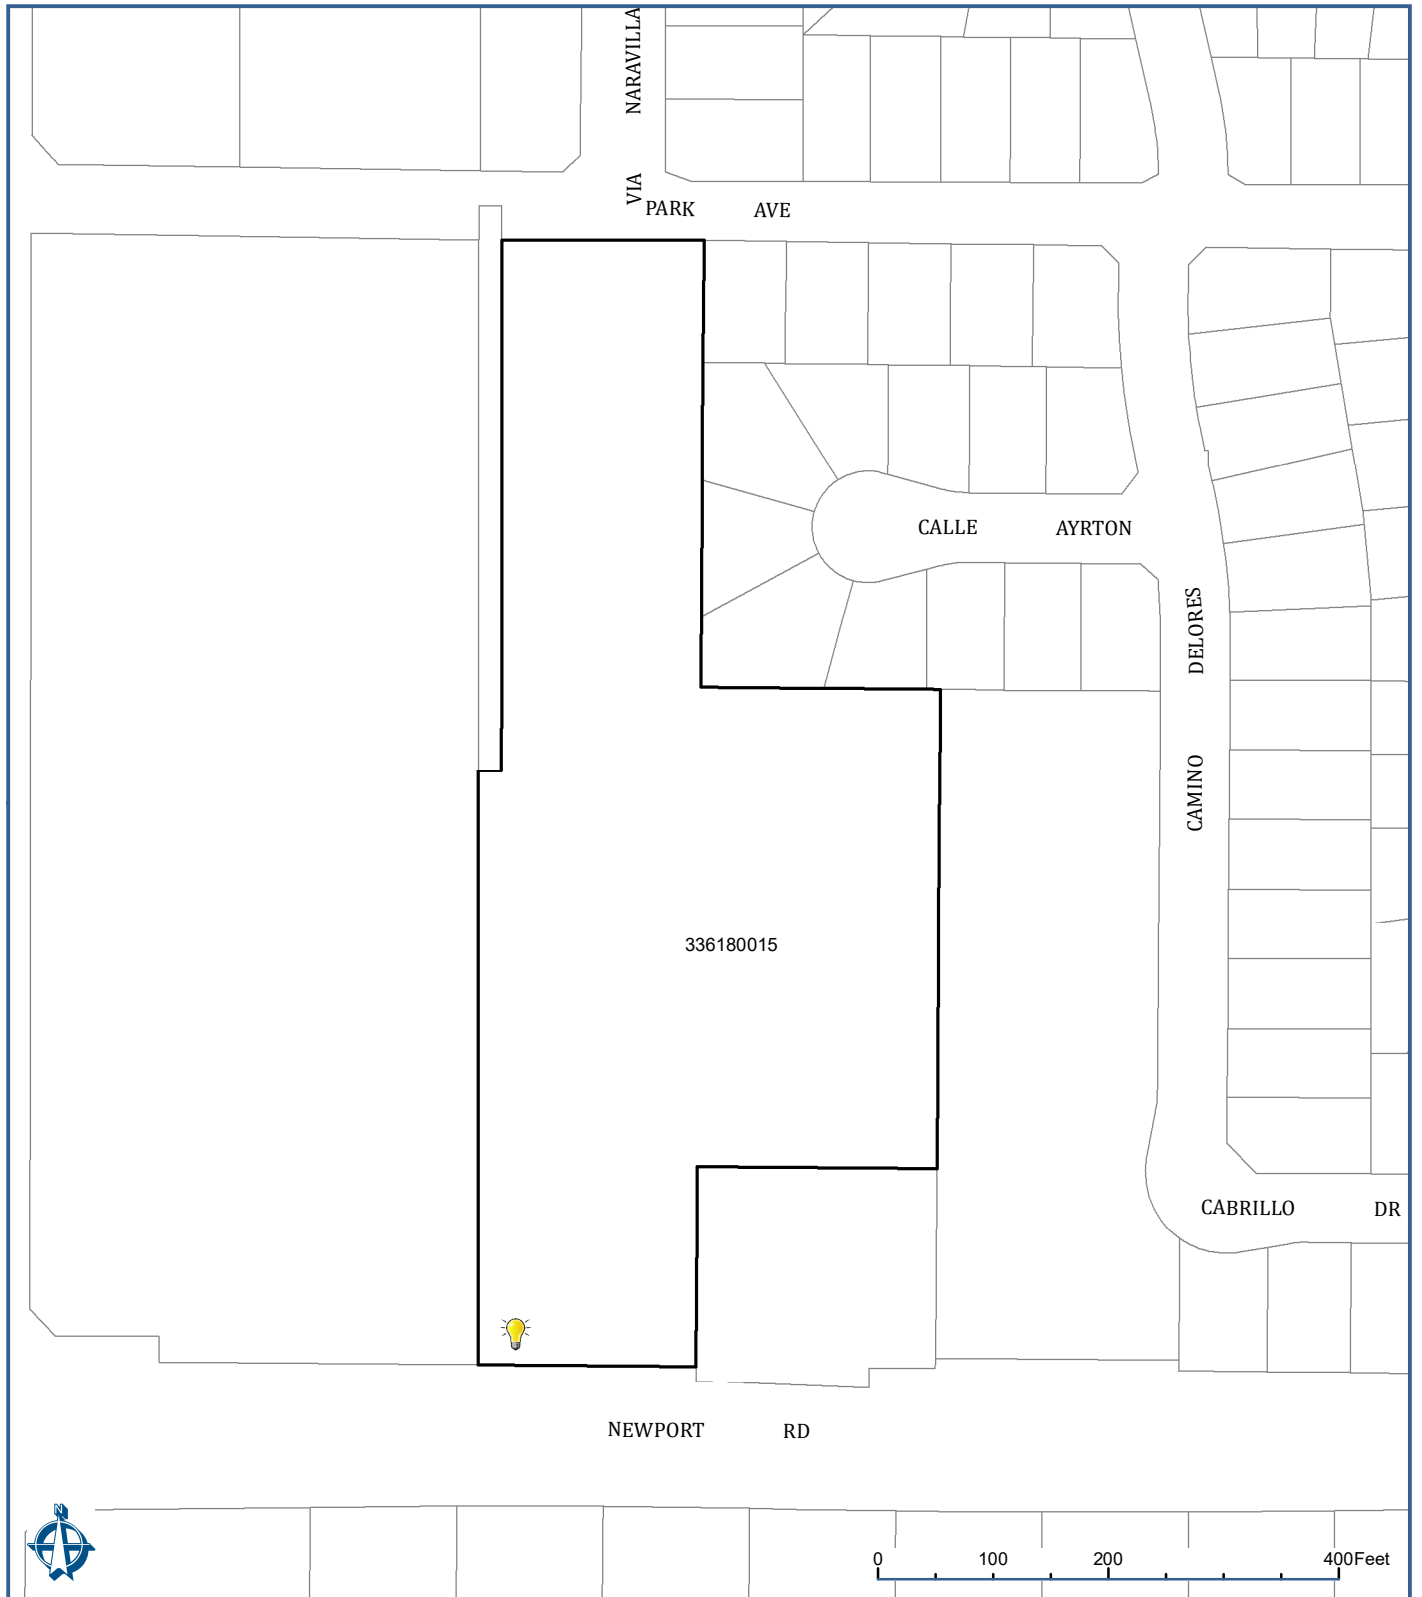 VIA NARAVILLA
PARK AVE
CALLE AYRTON
CAMINO DELORES
336180015
CABRILLO DR
NEWPORT RD
N
0 100 200 400Feet